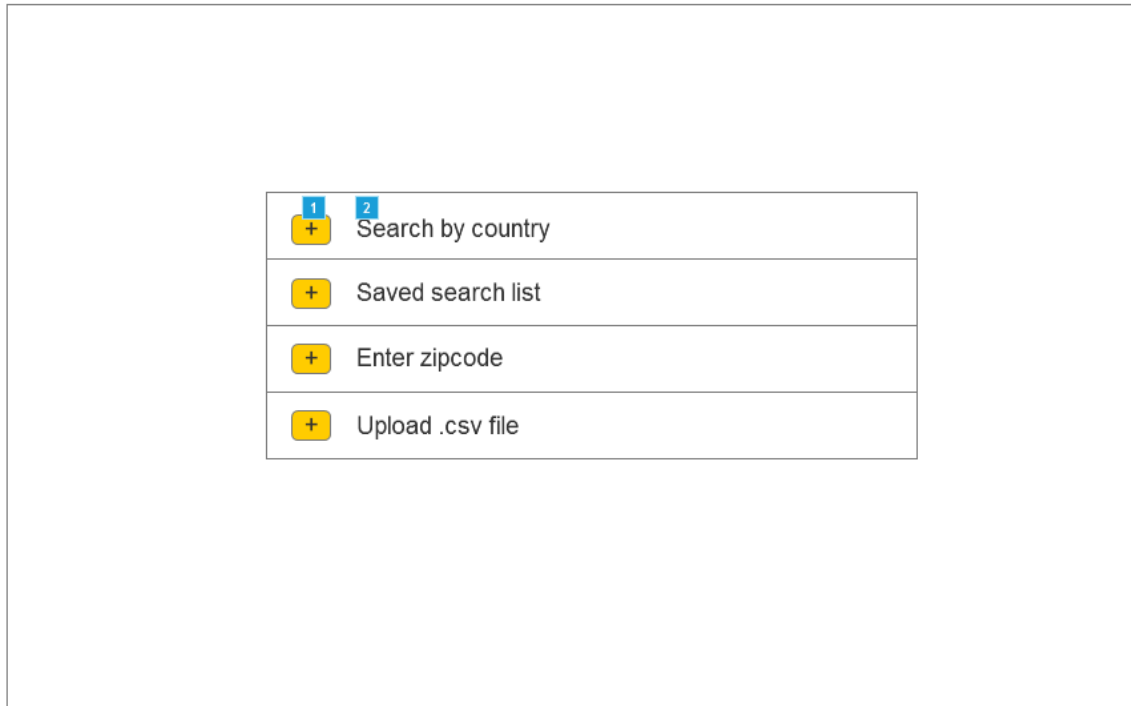 1 2
+ Search by country
+ Saved search list
+ Enter zipcode
+ Upload .csv file